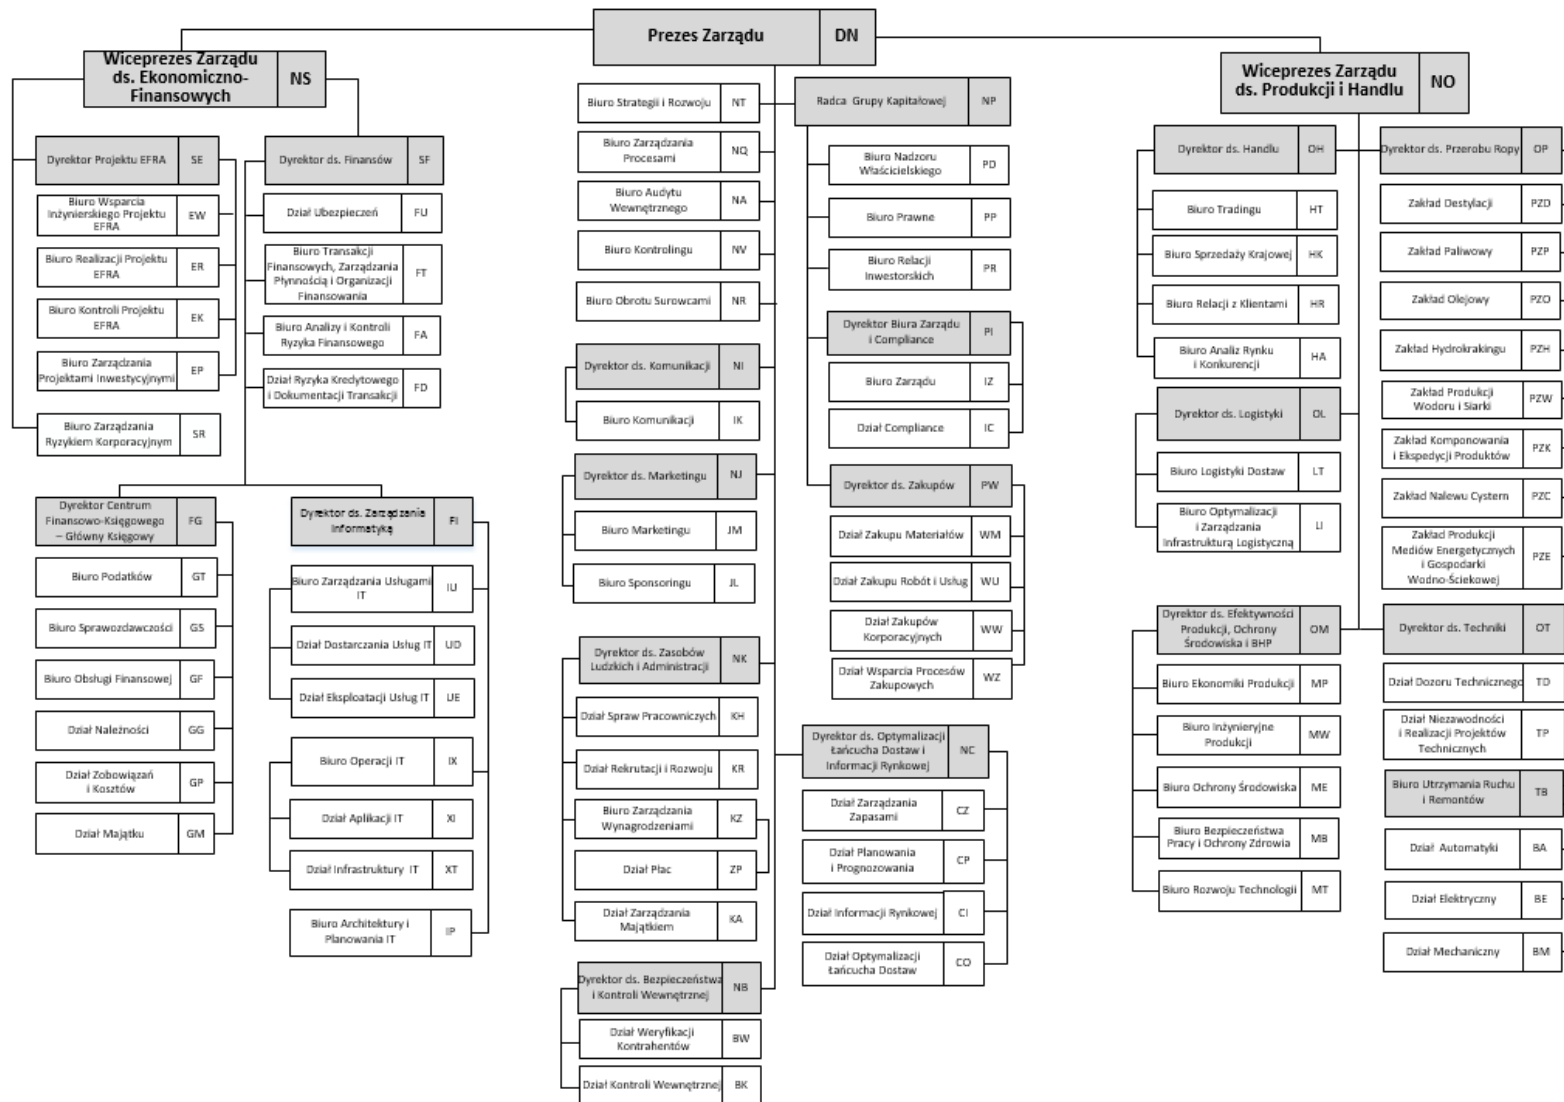 Prezes Zarządu
DN
Wiceprezes Zarządu
ds. Ekonomiczno-
Finansowych
NS
Dyrektor Projektu EFRA
SE
Biuro Wsparcia
Inżynierskiego Projektu
EFRA
EW
Biuro Realizacji Projektu
EFRA
ER
Biuro Kontroli Projektu
EFRA
EK
Biuro Zarządzania
Projektami Inwestycyjnymi
EP
Biuro Zarządzania
Ryzykiem Korporacyjnym
SR
Dyrektor ds. Finansów
SF
Dział Ubezpieczeń
FU
Biuro Transakcji
Finansowych, Zarządzania
Płynnością i Organizacji
Finansowania
FT
Biuro Analizy i Kontroli
Ryzyka Finansowego
FA
Dział Ryzyka Kredytowego
i Dokumentacji Transakcji
FD
Dyrektor Centrum
Finansowo-Księgowego
– Główny Księgowy
FG
Biuro Podatków
GT
Biuro Sprawozdawczości
GS
Biuro Obsługi Finansowej
GF
Dział Należności
GG
Dział Zobowiązań
i Kosztów
GP
Dział Majątku
GM
Dyrektor ds. Zarządzania
Informatyką
FI
Biuro Zarządzania Usługami
IT
IU
Dział Dostarczania Usług IT
UD
Dział Eksploatacji Usług IT
UE
Biuro Operacji IT
IX
Dział Aplikacji IT
XI
Dział Infrastruktury IT
XT
Biuro Architektury i
Planowania IT
IP
Biuro Strategii i Rozwoju
NT
Biuro Zarządzania
Procesami
NQ
Biuro Audytu
Wewnętrznego
NA
Biuro Kontrolingu
NV
Biuro Obrotu Surowcami
NR
Dyrektor ds. Komunikacji
NI
Biuro Komunikacji
IK
Dyrektor ds. Marketingu
NJ
Biuro Marketingu
JM
Biuro Sponsoringu
JL
Dyrektor ds. Zasobów
Ludzkich i Administracji
NK
Dział Spraw Pracowniczych
KH
Dział Rekrutacji i Rozwoju
KR
Biuro Zarządzania
Wynagrodzeniami
KZ
Dział Płac
ZP
Dział Zarządzania
Majątkiem
KA
Dyrektor ds. Bezpieczeństwa
i Kontroli Wewnętrznej
NB
Dział Weryfikacji
Kontrahentów
BW
Dział Kontroli Wewnętrznej
BK
Radca Grupy Kapitałowej
NP
Biuro Nadzoru
Właścicielskiego
PD
Biuro Prawne
PP
Biuro Relacji
Inwestorskich
PR
Dyrektor Biura Zarządu
i Compliance
PI
Biuro Zarządu
IZ
Dział Compliance
IC
Dyrektor ds. Zakupów
PW
Dział Zakupu Materiałów
WM
Dział Zakupu Robót i Usług
WU
Dział Zakupów
Korporacyjnych
WW
Dział Wsparcia Procesów
Zakupowych
WZ
Dyrektor ds. Optymalizacji
Łańcucha Dostaw i
Informacji Rynkowej
NC
Dział Zarządzania
Zapasami
CZ
Dział Planowania
i Prognozowania
CP
Dział Informacji Rynkowej
CI
Dział Optymalizacji
Łańcucha Dostaw
CO
Wiceprezes Zarządu
ds. Produkcji i Handlu
NO
Dyrektor ds. Handlu
OH
Biuro Tradingu
HT
Biuro Sprzedaży Krajowej
HK
Biuro Relacji z Klientami
HR
Biuro Analiz Rynku
i Konkurencji
HA
Dyrektor ds. Logistyki
OL
Biuro Logistyki Dostaw
LT
Biuro Optymalizacji
i Zarządzania
Infrastrukturą Logistyczną
LI
Dyrektor ds. Efektywności
Produkcji, Ochrony
Środowiska i BHP
OM
Biuro Ekonomiki Produkcji
MP
Biuro Inżynieryjne
Produkcji
MW
Biuro Ochrony Środowiska
ME
Biuro Bezpieczeństwa
Pracy i Ochrony Zdrowia
MB
Biuro Rozwoju Technologii
MT
Dyrektor ds. Przerobu Ropy
OP
Zakład Destylacji
PZD
Zakład Paliwowy
PZP
Zakład Olejowy
PZO
Zakład Hydrokrakingu
PZH
Zakład Produkcji
Wodoru i Siarki
PZW
Zakład Komponowania
i Ekspedycji Produktów
PZK
Zakład Nalewu Cystern
PZC
Zakład Produkcji
Mediów Energetycznych
i Gospodarki
Wodno-Ściekowej
PZE
Dyrektor ds. Techniki
OT
Dział Dozoru Technicznego
TD
Dział Niezawodności
i Realizacji Projektów
Technicznych
TP
Biuro Utrzymania Ruchu
i Remontów
TB
Dział Automatyki
BA
Dział Elektryczny
BE
Dział Mechaniczny
BM